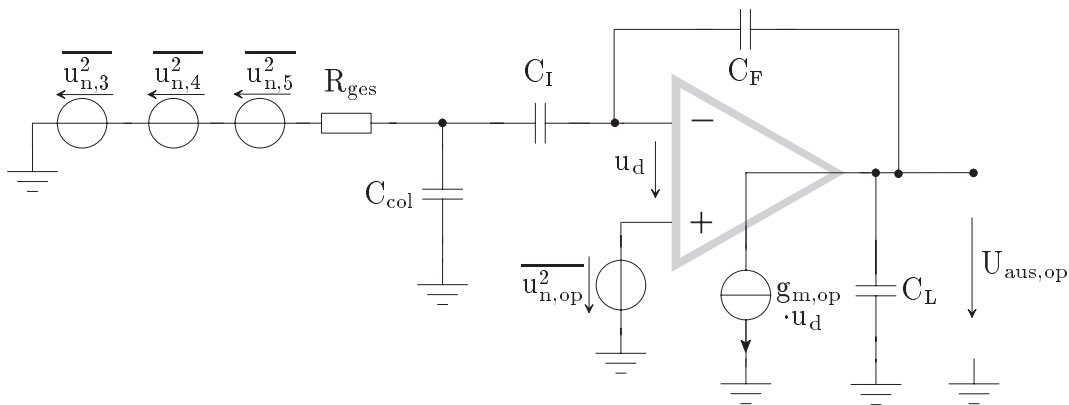 u²n,3 u²n,4 u²n,5
Rges
CI
CF
Ccol
ud
−
+
u²n,op
gm,op
·ud
CL
Uaus,op